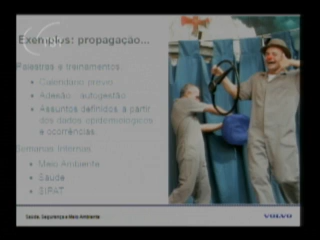 Exemplos: propagação...
Palestras e treinamentos:
• Calendário prévio
• Adesão... autogestão
• Assuntos definidos a partir
dos dados epidemiológicos
e ocorrências.
Semanas Internas
• Meio Ambiente
• Saúde
• SIPAT
Saúde, Segurança e Meio Ambiente
VOLVO